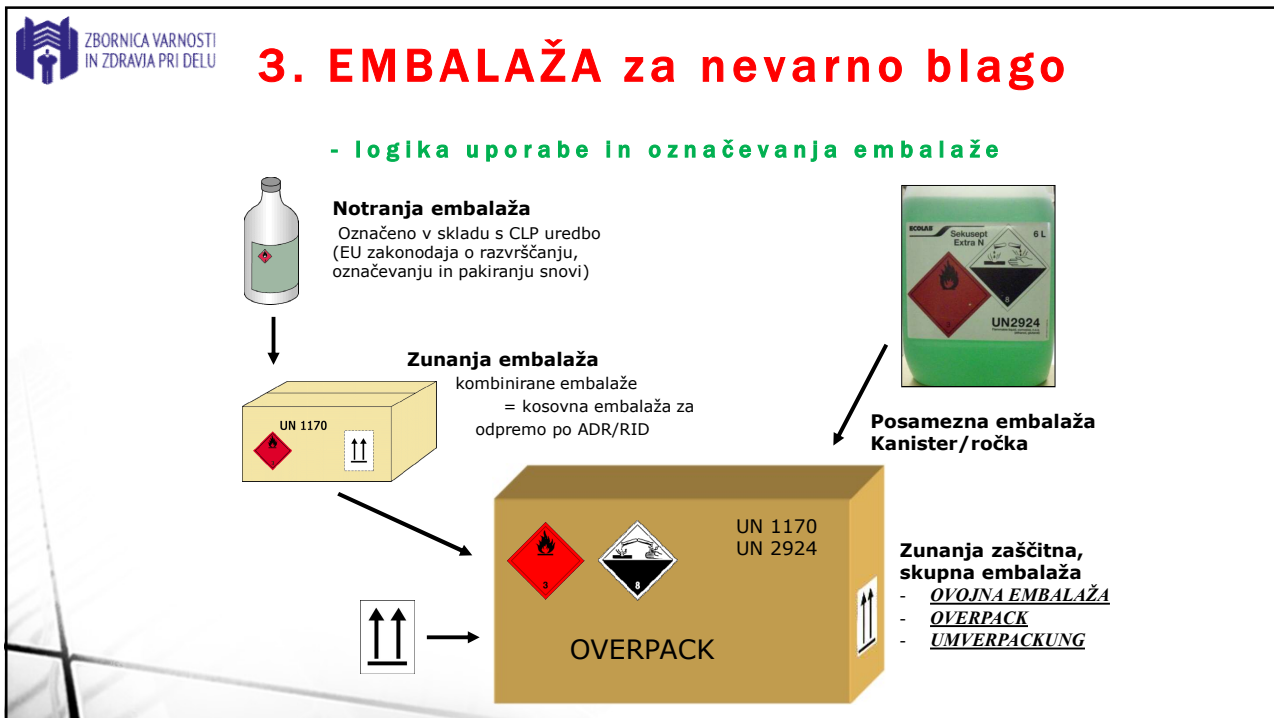 ZBORNICA VARNOSTI
IN ZDRAVJA PRI DELU
3. EMBALAŽA za nevarno blago
- logika uporabe in označevanja embalaže
Notranja embalaža
Označeno v skladu s CLP uredbo
(EU zakonodaja o razvrščanju,
označevanju in pakiranju snovi)
ECOLAB
Sekusept
Extra N
6 L
8
UN2924
Zunanja embalaža
kombinirane embalaže
= kosovna embalaža za
odpremo po ADR/RID
UN 1170
Posamezna embalaža
Kanister/ročka
UN 1170
UN 2924
3
8
OVERPACK
Zunanja zaščitna,
skupna embalaža
- OVOJNA EMBALAŽA
- OVERPACK
- UMVERPACKUNG